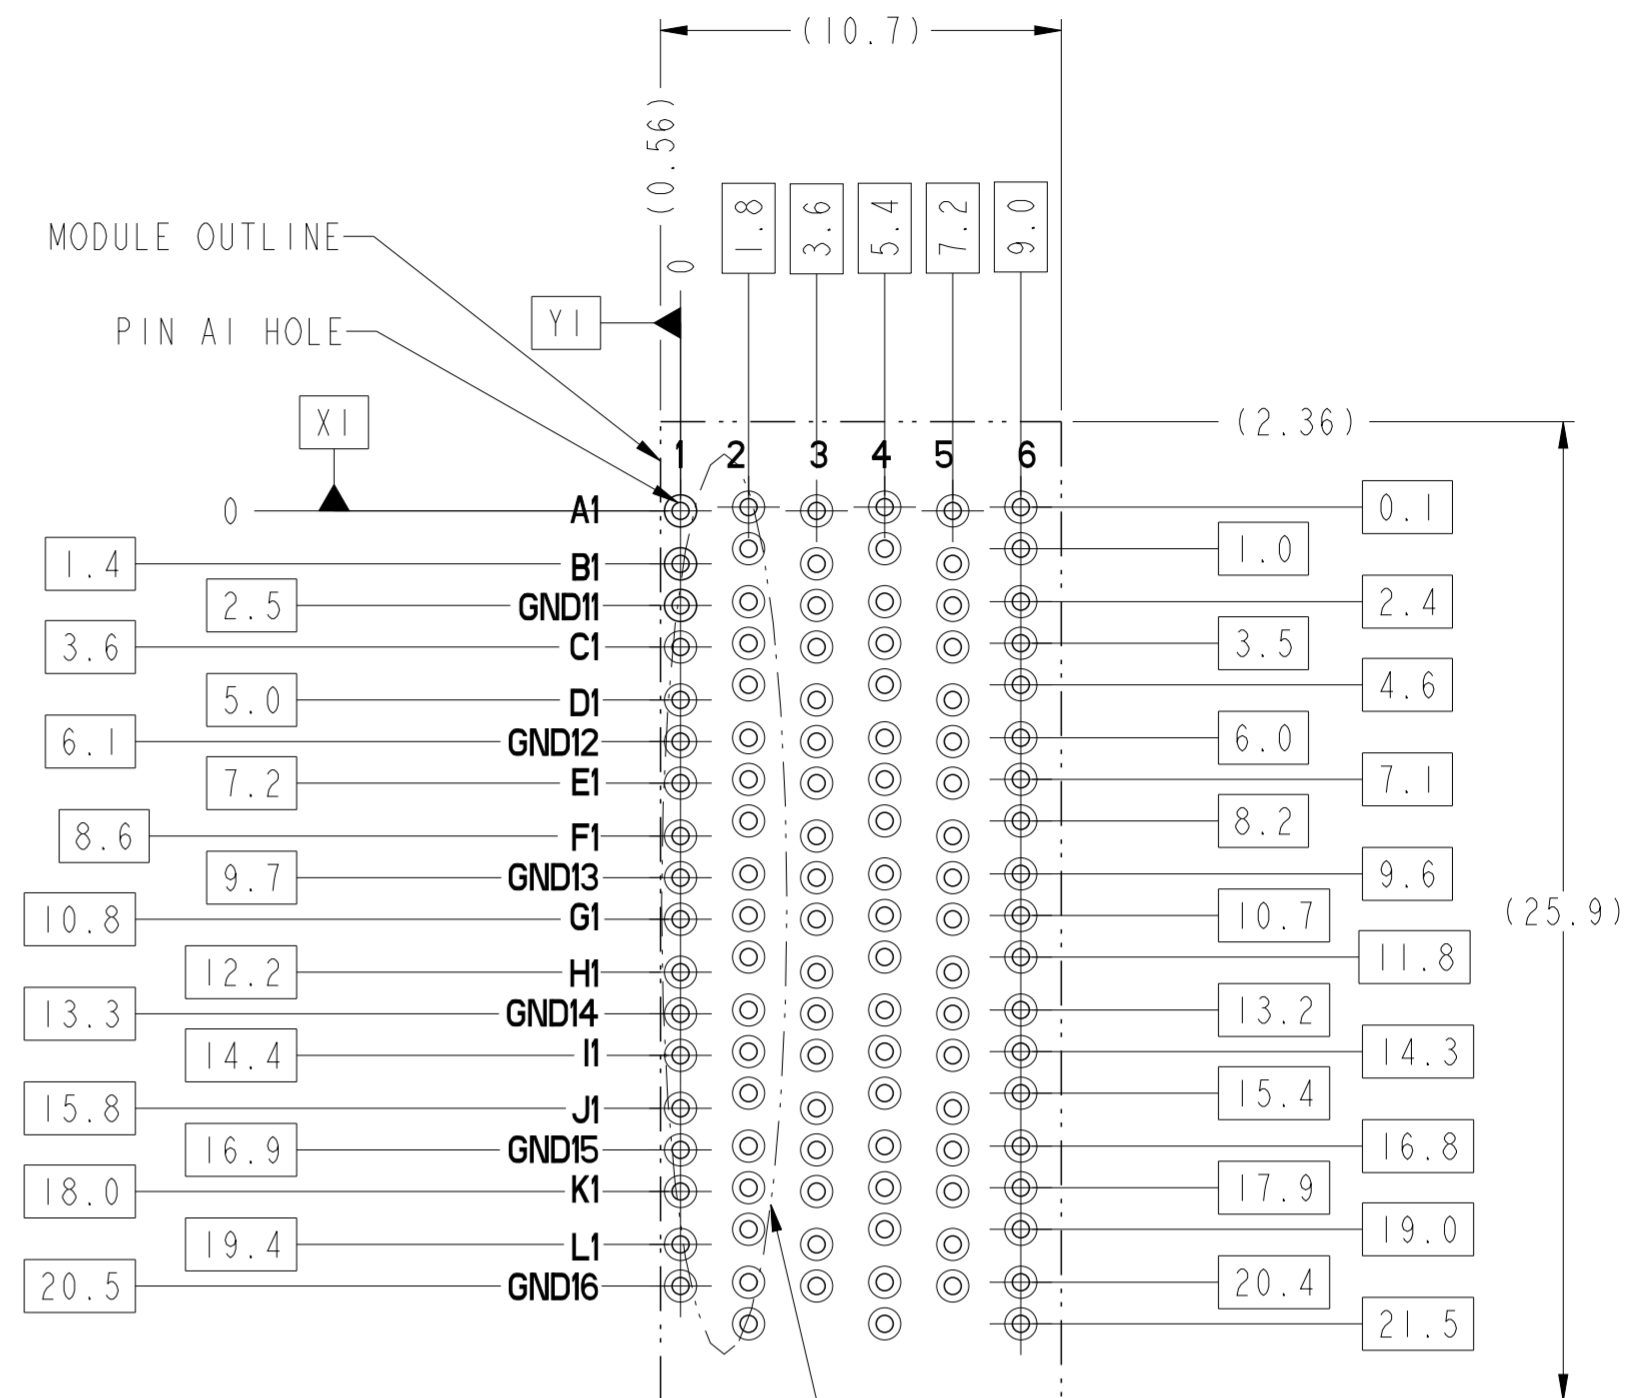 (10.7)
(0.56)
0
1.8
3.6
5.4
7.2
9.0
MODULE OUTLINE
Y1
PIN A1 HOLE
X1
(2.36)
1 2 3 4 5 6
0 A1 0.1
1.0
1.4 B1
2.5 GND11 2.4
3.6 C1 3.5
4.6
5.0 D1
6.1 GND12 6.0
7.2 E1 7.1
8.2
8.6 F1
9.7 GND13 9.6
10.8 G1 10.7
(25.9)
11.8
12.2 H1
13.3 GND14 13.2
14.4 I1 14.3
15.4
15.8 J1
16.9 GND15 16.8
18.0 K1 17.9
19.0
19.4 L1
20.5 GND16 20.4
21.5